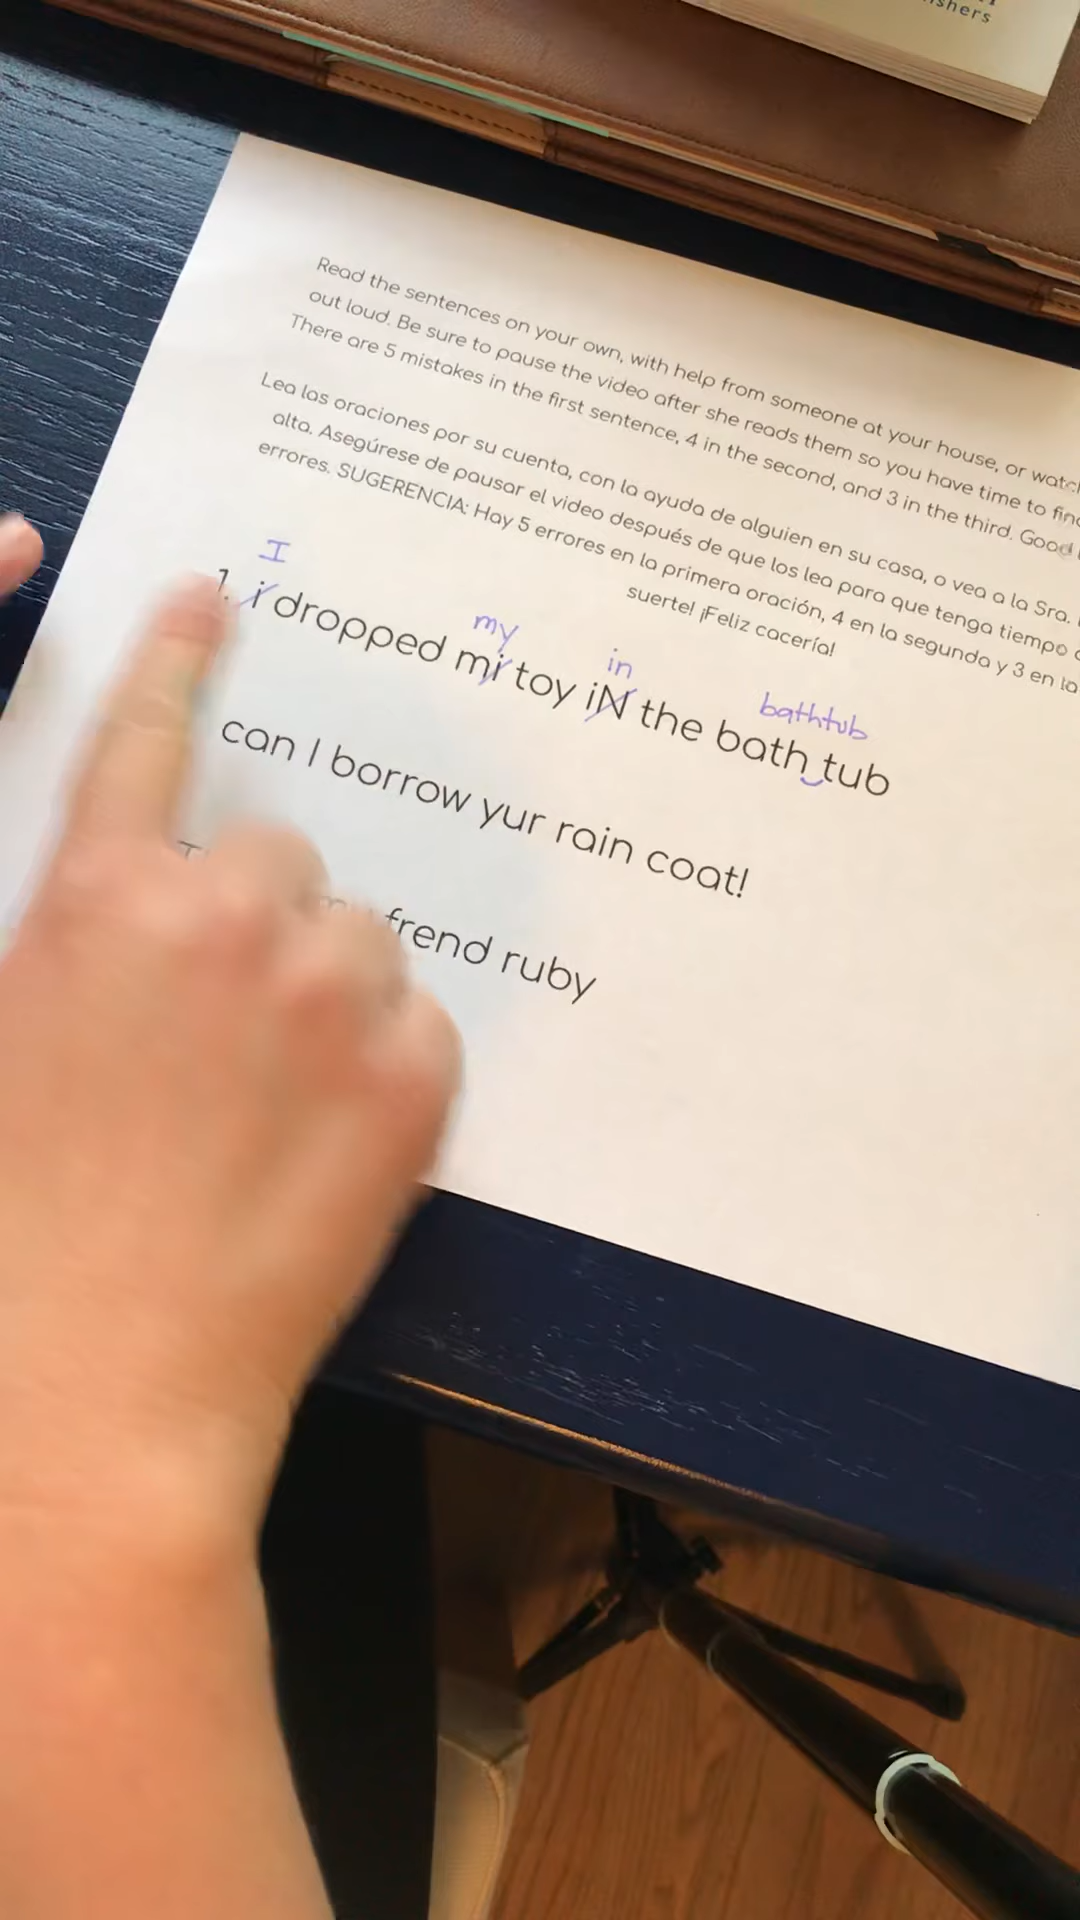 ishers
Read the sentences on your own, with help from someone at your house, or watch
out loud. Be sure to pause the video after she reads them so you have time to find
There are 5 mistakes in the first sentence, 4 in the second, and 3 in the third. Good
Lea las oraciones por su cuenta, con la ayuda de alguien en su casa, o vea a la Sra.
alta. Asegúrese de pausar el video después de que los lea para que tenga tiempo
errores. SUGERENCIA: Hay 5 errores en la primera oración, 4 en la segunda y 3 en la
suerte! ¡Feliz cacería!
I my in bathtub
1. i dropped mi toy iN the bath tub
can I borrow yur rain coat!
frend ruby